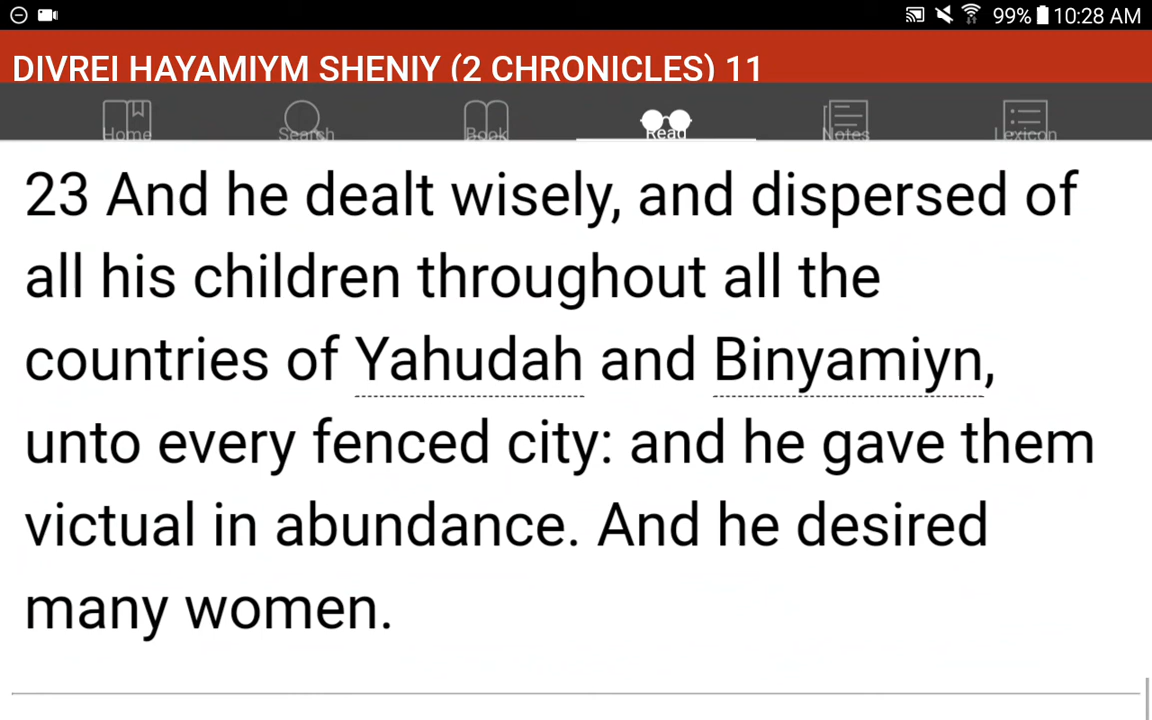 99% 10:28 AM
DIVREI HAYAMIYM SHENIY (2 CHRONICLES) 11
Home Search Book Read Notes Lexicon
23 And he dealt wisely, and dispersed of
all his children throughout all the
countries of Yahudah and Binyamiyn,
unto every fenced city: and he gave them
victual in abundance. And he desired
many women.